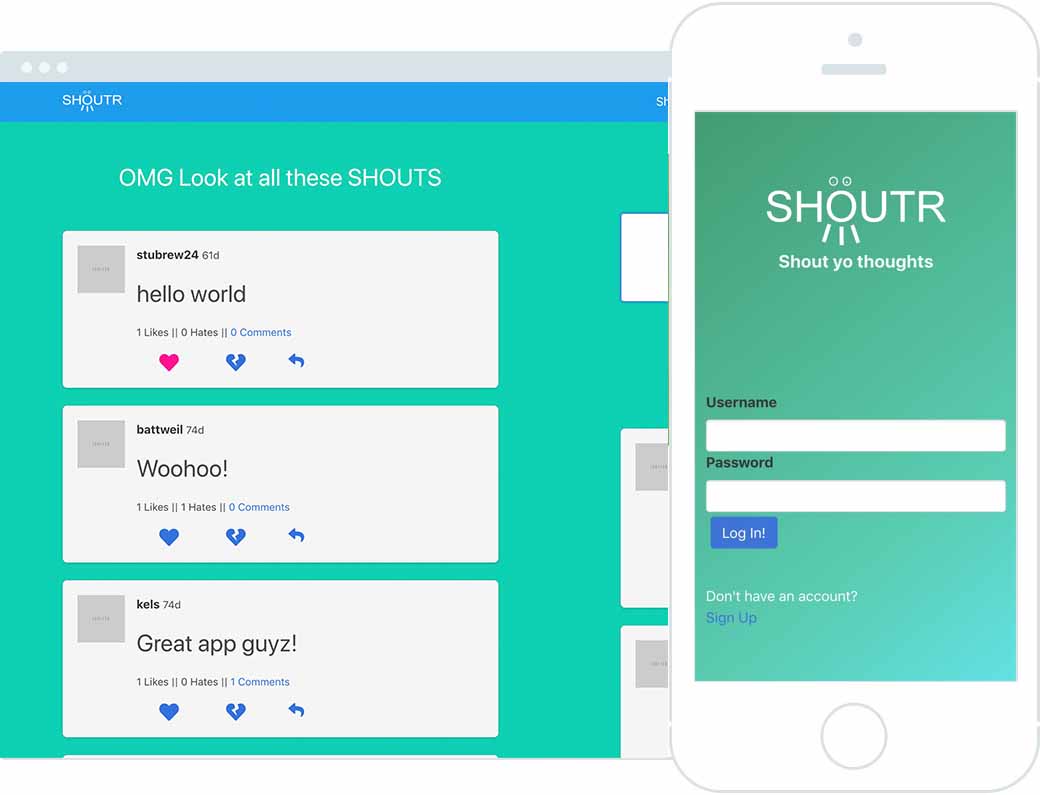 SHÖUTR
Sh
OMG Look at all these SHOUTS
stubrew24 61d
hello world
1 Likes || 0 Hates || 0 Comments
battweil 74d
Woohoo!
1 Likes || 1 Hates || 0 Comments
kels 74d
Great app guyz!
1 Likes || 0 Hates || 1 Comments
SHÖUTR
Shout yo thoughts
Username
Password
Log In!
Don't have an account?
Sign Up